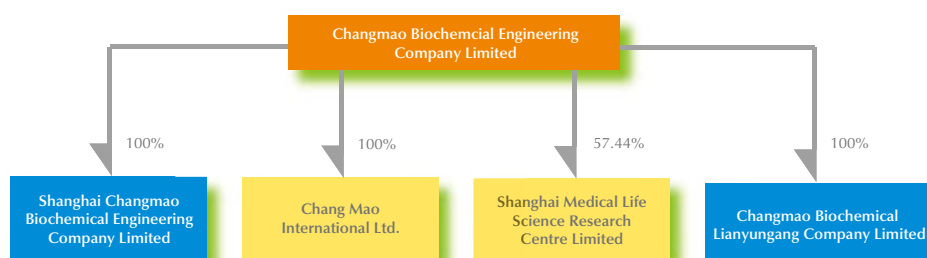 Changmao Biochemcial Engineering
Company Limited
100%
100%
57.44%
100%
Shanghai Changmao
Biochemical Engineering
Company Limited
Chang Mao
International Ltd.
Shanghai Medical Life
Science Research
Centre Limited
Changmao Biochemical
Lianyungang Company Limited